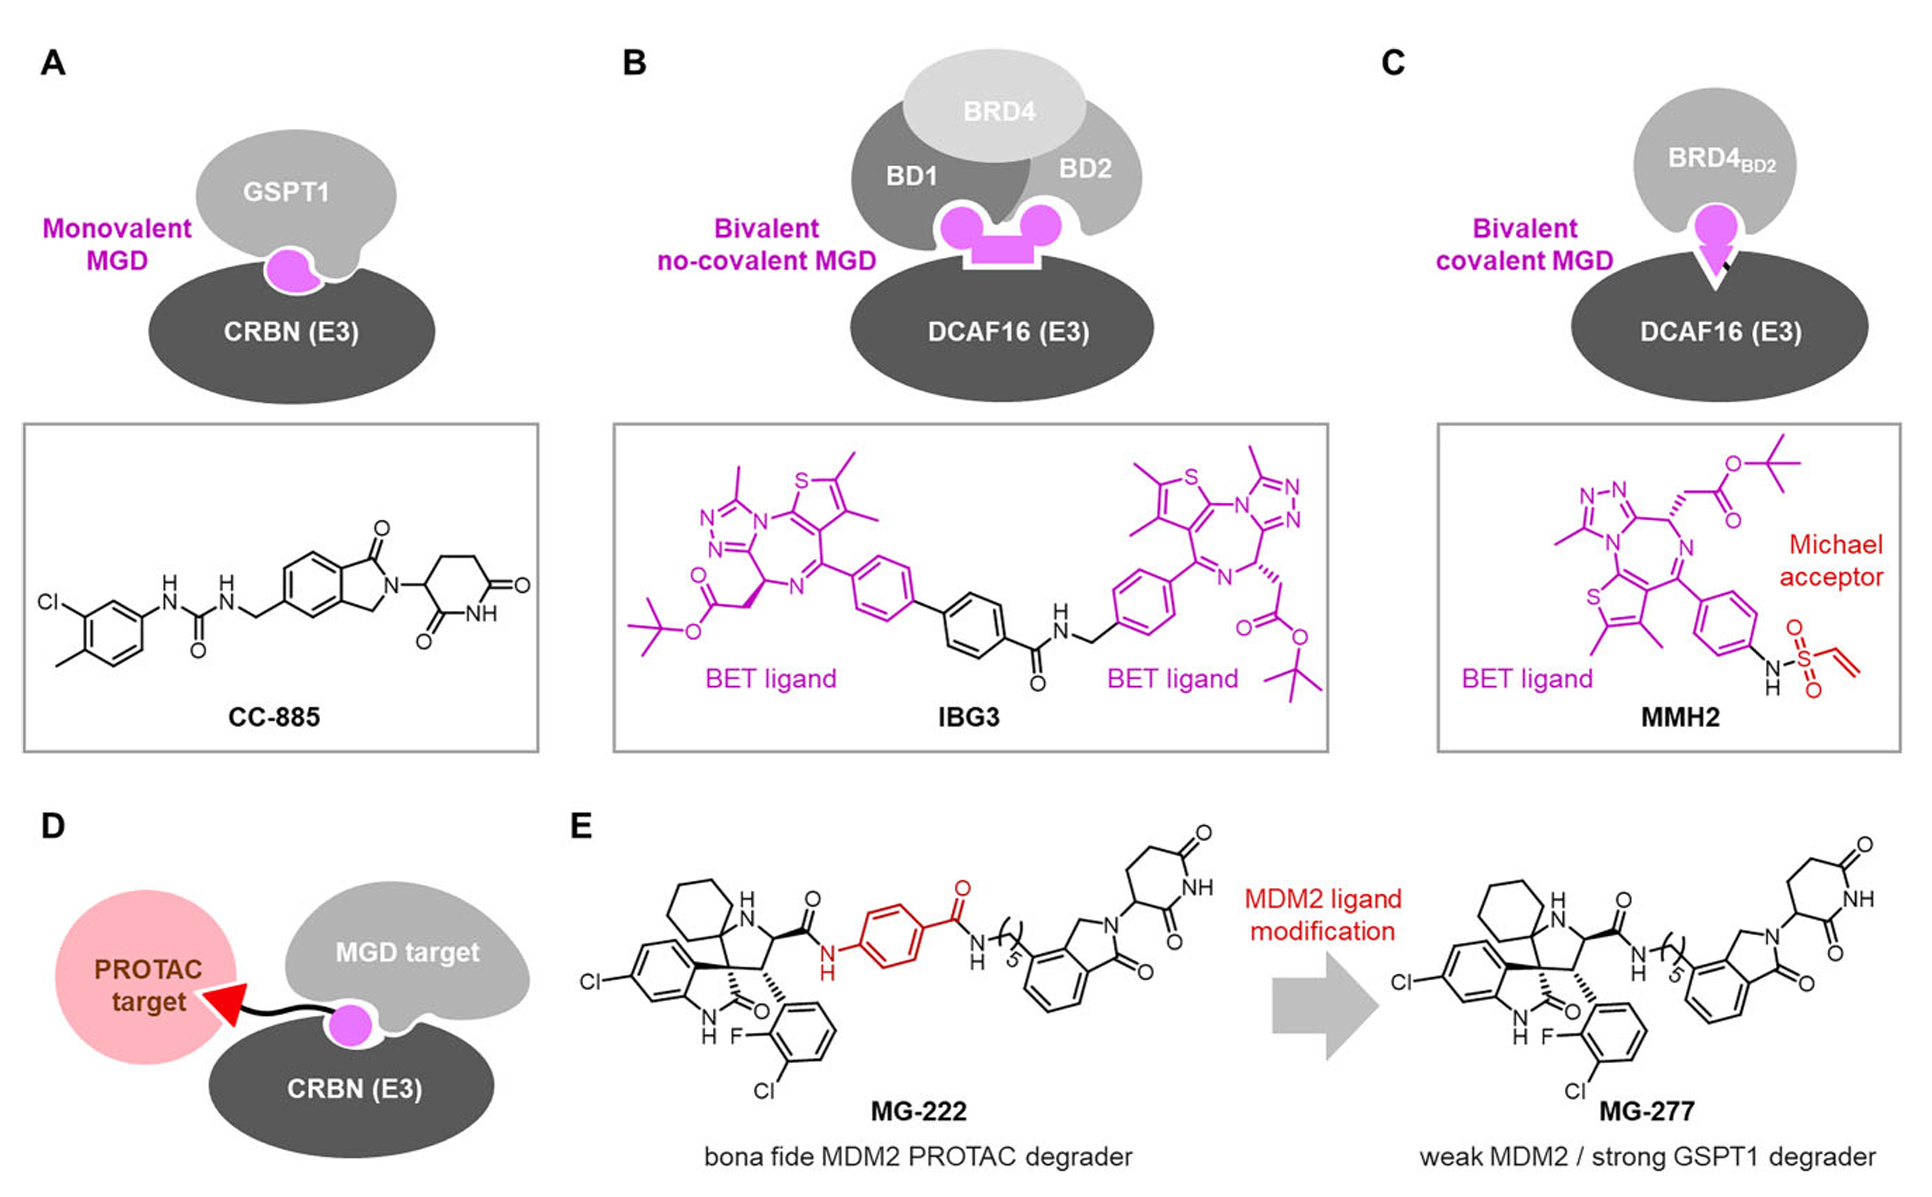 A
GSPT1
Monovalent
MGD
CRBN (E3)
Cl
H
N
O
H
N
O
N
O
NH
O
CC-885
B
BRD4
BD1
BD2
Bivalent
no-covalent MGD
DCAF16 (E3)
S
N
N
N
N
O
O
BET ligand
O
H
N
S
N
N
N
N
O
O
BET ligand
IBG3
C
BRD4BD2
Bivalent
covalent MGD
DCAF16 (E3)
N
N
N
N
S
O
O
Michael
acceptor
N
H
O
S
O
BET ligand
MMH2
D
PROTAC
target
MGD target
CRBN (E3)
E
Cl
H
N
O
N
H
O
N
H
5
N
O
O
NH
O
O
N
H
F
Cl
MG-222
bona fide MDM2 PROTAC degrader
MDM2 ligand
modification
Cl
H
N
O
N
H
5
N
O
O
NH
O
O
N
H
F
Cl
MG-277
weak MDM2 / strong GSPT1 degrader